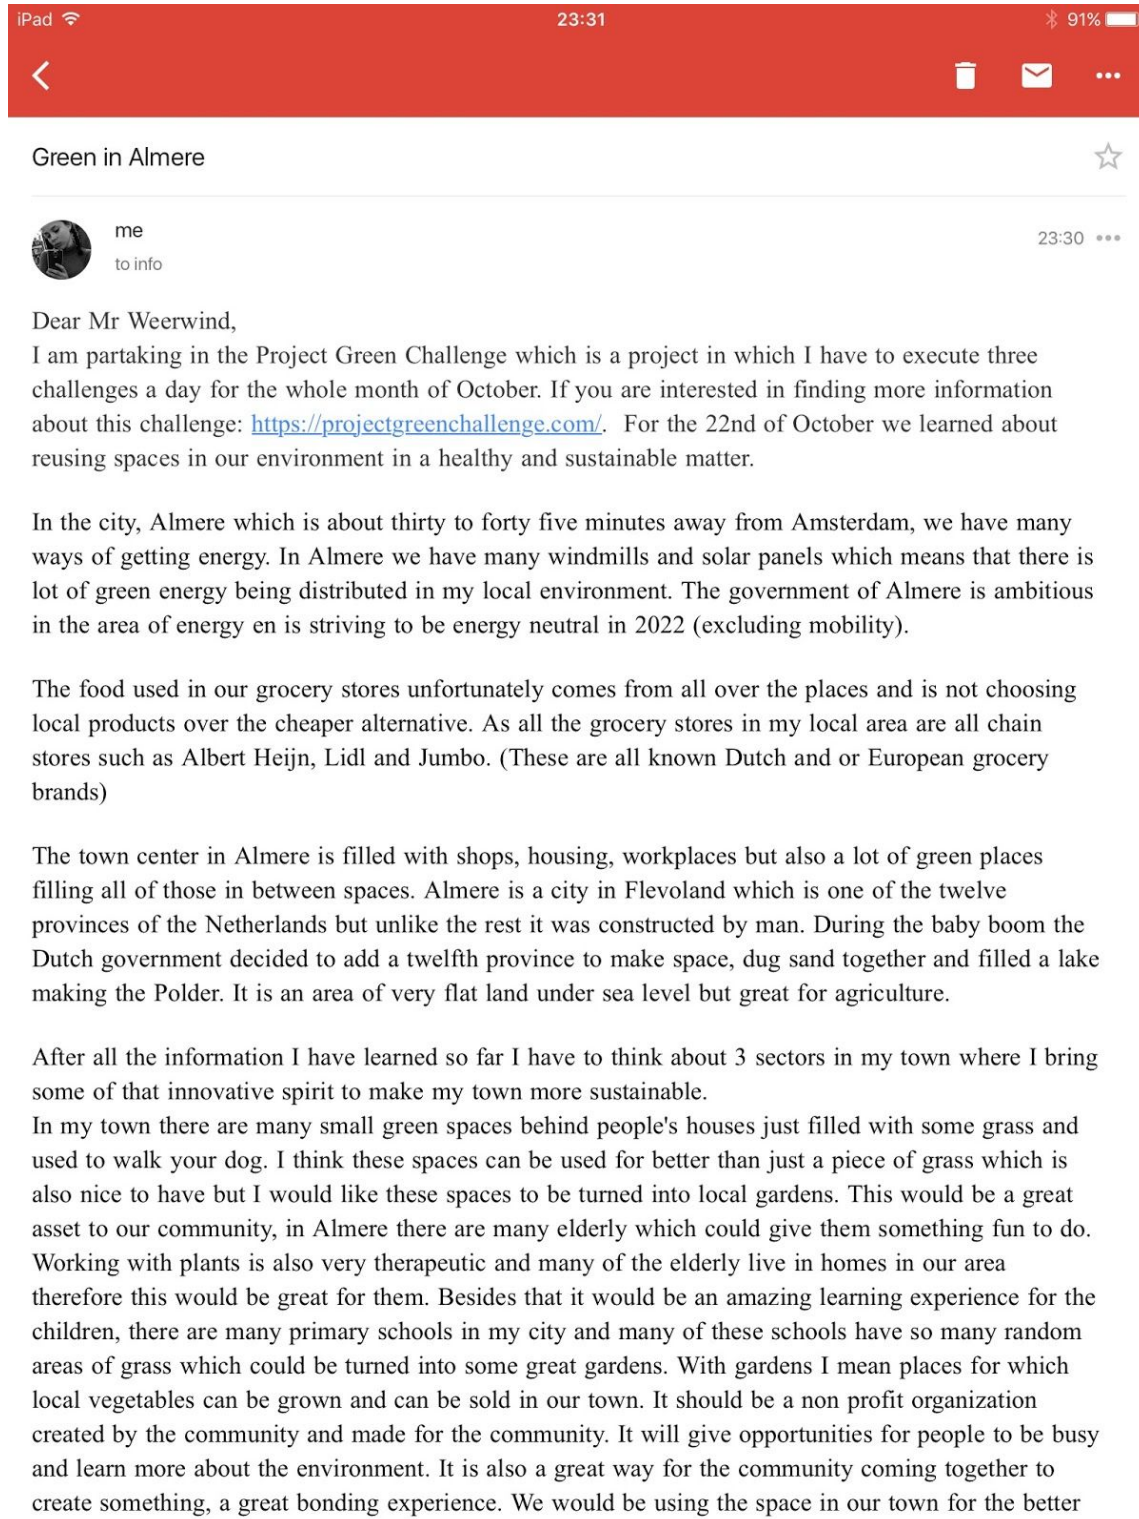 iPad 23:31 91%
Green in Almere
me 23:30
to info
Dear Mr Weerwind,
I am partaking in the Project Green Challenge which is a project in which I have to execute three
challenges a day for the whole month of October. If you are interested in finding more information
about this challenge: https://projectgreenchallenge.com/. For the 22nd of October we learned about
reusing spaces in our environment in a healthy and sustainable matter.
In the city, Almere which is about thirty to forty five minutes away from Amsterdam, we have many
ways of getting energy. In Almere we have many windmills and solar panels which means that there is
lot of green energy being distributed in my local environment. The government of Almere is ambitious
in the area of energy en is striving to be energy neutral in 2022 (excluding mobility).
The food used in our grocery stores unfortunately comes from all over the places and is not choosing
local products over the cheaper alternative. As all the grocery stores in my local area are all chain
stores such as Albert Heijn, Lidl and Jumbo. (These are all known Dutch and or European grocery
brands)
The town center in Almere is filled with shops, housing, workplaces but also a lot of green places
filling all of those in between spaces. Almere is a city in Flevoland which is one of the twelve
provinces of the Netherlands but unlike the rest it was constructed by man. During the baby boom the
Dutch government decided to add a twelfth province to make space, dug sand together and filled a lake
making the Polder. It is an area of very flat land under sea level but great for agriculture.
After all the information I have learned so far I have to think about 3 sectors in my town where I bring
some of that innovative spirit to make my town more sustainable.
In my town there are many small green spaces behind people's houses just filled with some grass and
used to walk your dog. I think these spaces can be used for better than just a piece of grass which is
also nice to have but I would like these spaces to be turned into local gardens. This would be a great
asset to our community, in Almere there are many elderly which could give them something fun to do.
Working with plants is also very therapeutic and many of the elderly live in homes in our area
therefore this would be great for them. Besides that it would be an amazing learning experience for the
children, there are many primary schools in my city and many of these schools have so many random
areas of grass which could be turned into some great gardens. With gardens I mean places for which
local vegetables can be grown and can be sold in our town. It should be a non profit organization
created by the community and made for the community. It will give opportunities for people to be busy
and learn more about the environment. It is also a great way for the community coming together to
create something, a great bonding experience. We would be using the space in our town for the better